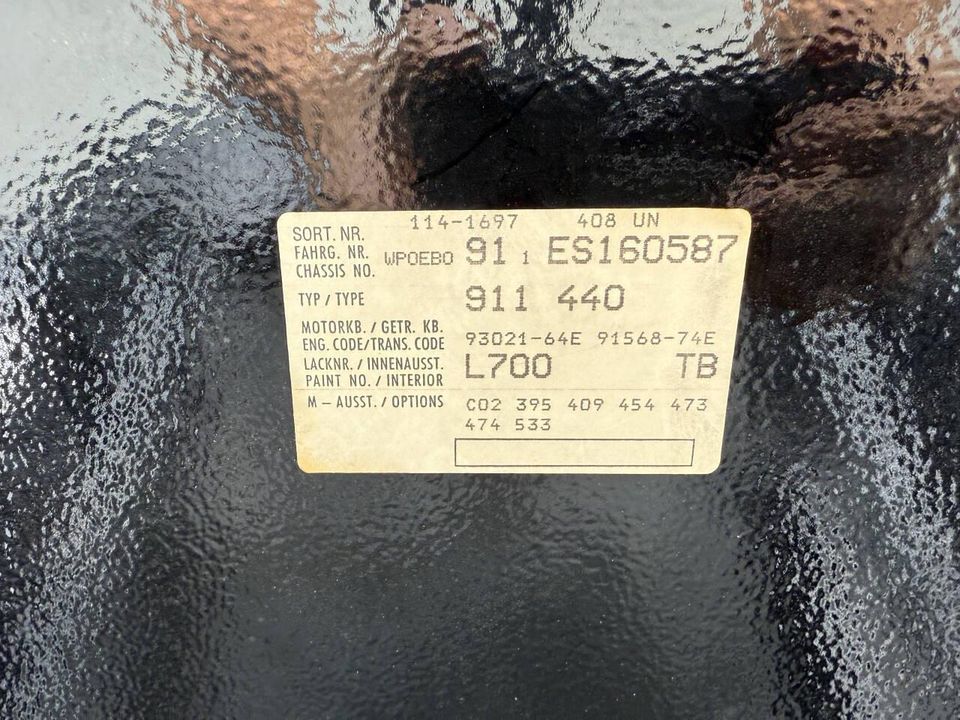 114-1697 408 UN
SORT. NR.
FAHRG. NR.
CHASSIS NO. WPOEBO 91 1 ES160587
TYP / TYPE 911 440
MOTORKB. / GETR. KB.
ENG. CODE/TRANS. CODE 93021-64E 91568-74E
LACKNR. / INNENAUSST.
PAINT NO. / INTERIOR L700 TB
M – AUSST. / OPTIONS C02 395 409 454 473
474 533